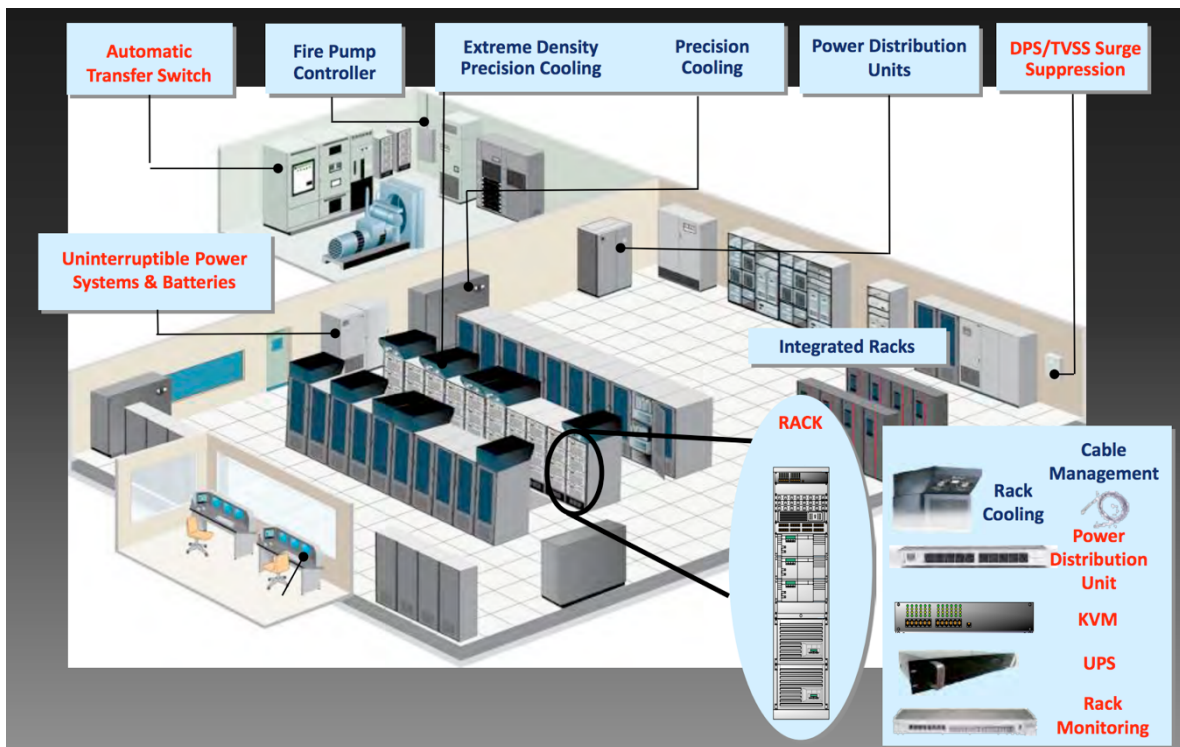 Automatic
Transfer Switch
Fire Pump
Controller
Extreme Density
Precision Cooling
Precision
Cooling
Power Distribution
Units
DPS/TVSS Surge
Suppression
Uninterruptible Power
Systems & Batteries
Integrated Racks
RACK
Cable
Management
Rack
Cooling
Power
Distribution
Unit
KVM
UPS
Rack
Monitoring